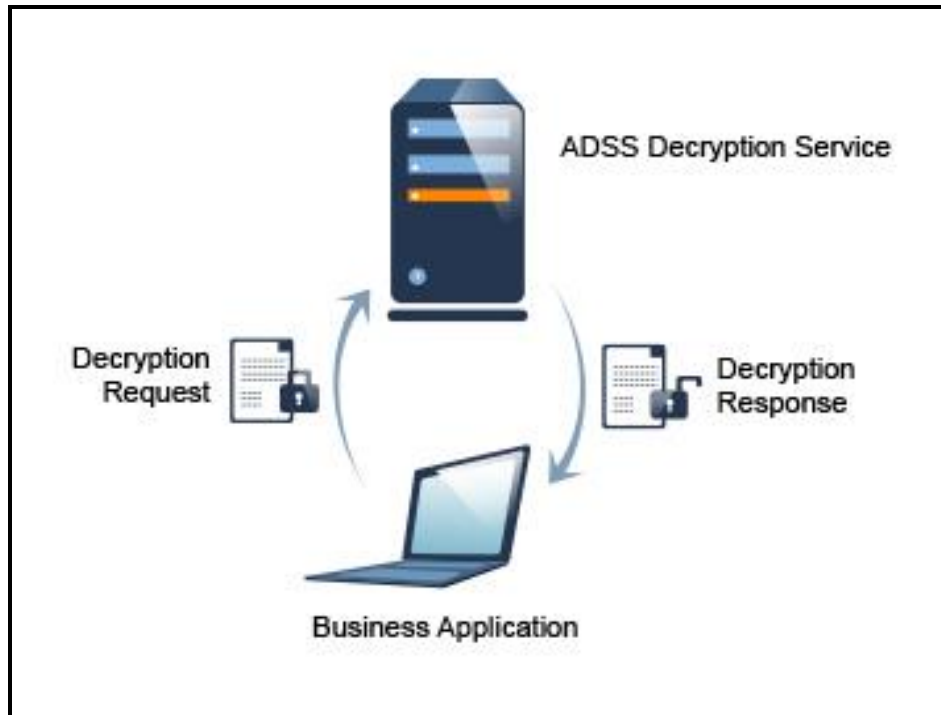 ADSS Decryption Service
Decryption
Request
Decryption
Response
Business Application